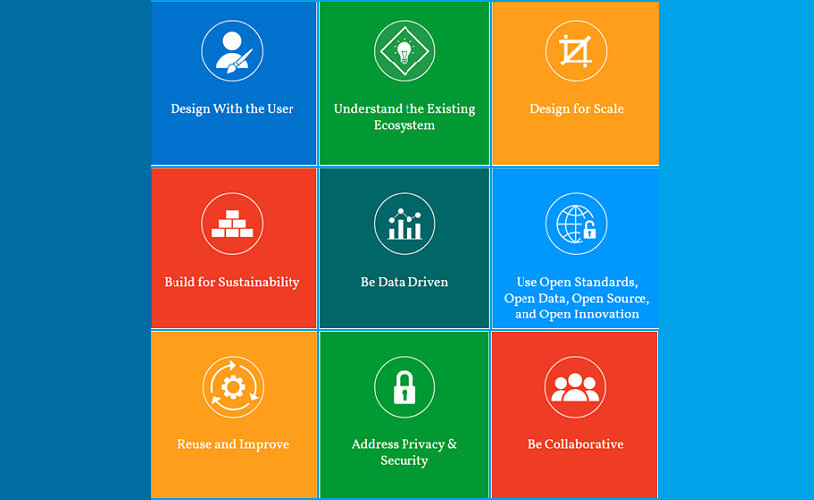 Design With the User
Understand the Existing
Ecosystem
Design for Scale
Build for Sustainability
Be Data Driven
Use Open Standards,
Open Data, Open Source,
and Open Innovation
Reuse and Improve
Address Privacy &
Security
Be Collaborative